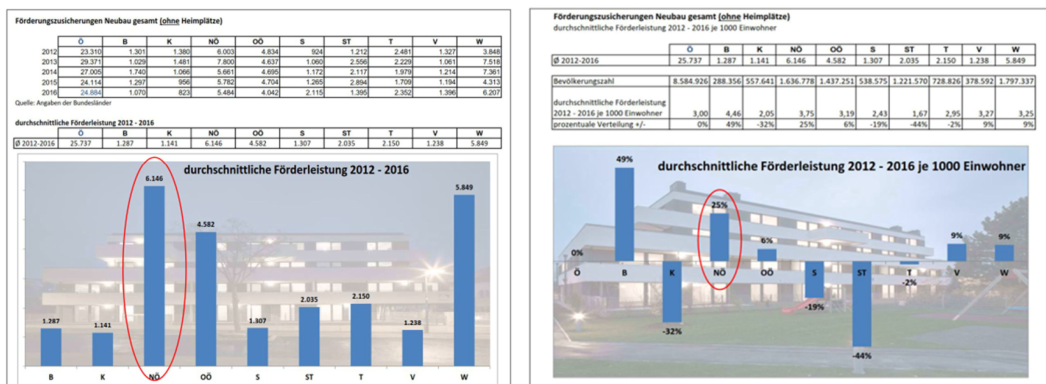 Förderungszusicherungen Neubau gesamt (ohne Heimplätze)
Ö B K NÖ OÖ S ST T V W
2012 23.310 1.301 1.380 6.003 4.834 924 1.212 2.481 1.327 3.848
2013 29.371 1.029 1.481 7.800 4.637 1.060 2.556 2.229 1.061 7.518
2014 27.005 1.740 1.066 5.661 4.695 1.172 2.117 1.979 1.214 7.361
2015 24.114 1.297 956 5.782 4.704 1.265 2.894 1.709 1.194 4.313
2016 24.884 1.070 823 5.484 4.042 2.115 1.395 2.352 1.396 6.207
Quelle: Angaben der Bundesländer
durchschnittliche Förderleistung 2012 - 2016
Ö B K NÖ OÖ S ST T V W
Ø 2012-2016 25.737 1.287 1.141 6.146 4.582 1.307 2.035 2.150 1.238 5.849
durchschnittliche Förderleistung 2012 - 2016
1.287 1.141 6.146 4.582 1.307 2.035 2.150 1.238 5.849
B K NÖ OÖ S ST T V W
Förderungszusicherungen Neubau gesamt (ohne Heimplätze)
durchschnittliche Förderleistung 2012 - 2016 je 1000 Einwohner
Ö B K NÖ OÖ S ST T V W
Ø 2012-2016 25.737 1.287 1.141 6.146 4.582 1.307 2.035 2.150 1.238 5.849
Bevölkerungszahl 8.584.926 288.356 557.641 1.636.778 1.437.251 538.575 1.221.570 728.826 378.592 1.797.337
durchschnittliche Förderleistung
2012 - 2016 je 1000 Einwohner 3,00 4,46 2,05 3,75 3,19 2,43 1,67 2,95 3,27 3,25
prozentuale Verteilung +/- 0% 49% -32% 25% 6% -19% -44% -2% 9% 9%
durchschnittliche Förderleistung 2012 - 2016 je 1000 Einwohner
0% 49% -32% 25% 6% -19% -44% -2% 9% 9%
Ö B K NÖ OÖ S ST T V W